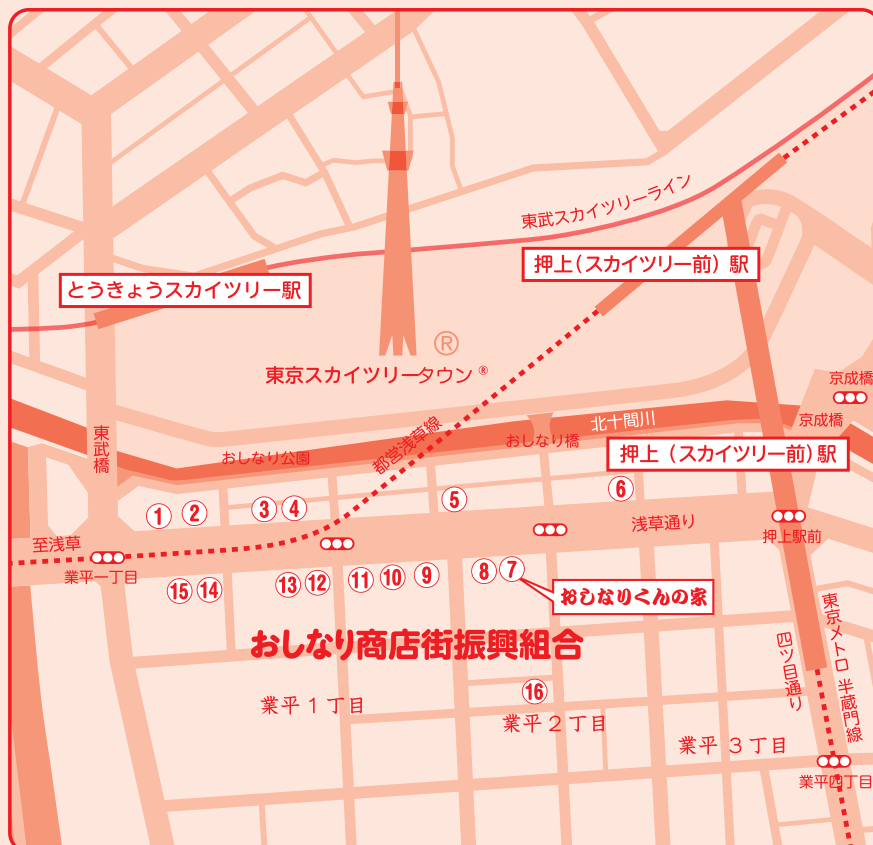 東武スカイツリーライン
押上(スカイツリー前)駅
とうきょうスカイツリー駅
®
東京スカイツリータウン®
京成橋
京成橋
北十間川
東武橋
都営浅草線
おしなり橋
おしなり公園
押上(スカイツリー前)駅
① ② ③ ④ ⑤ ⑥
浅草通り
押上駅前
至浅草
業平一丁目
⑮ ⑭ ⑬ ⑫ ⑪ ⑩ ⑨ ⑧ ⑦
おしなりくんの家
おしなり商店街振興組合
四ツ目通り
東京メトロ 半蔵門線
⑯
業平1丁目
業平2丁目
業平3丁目
業平四丁目